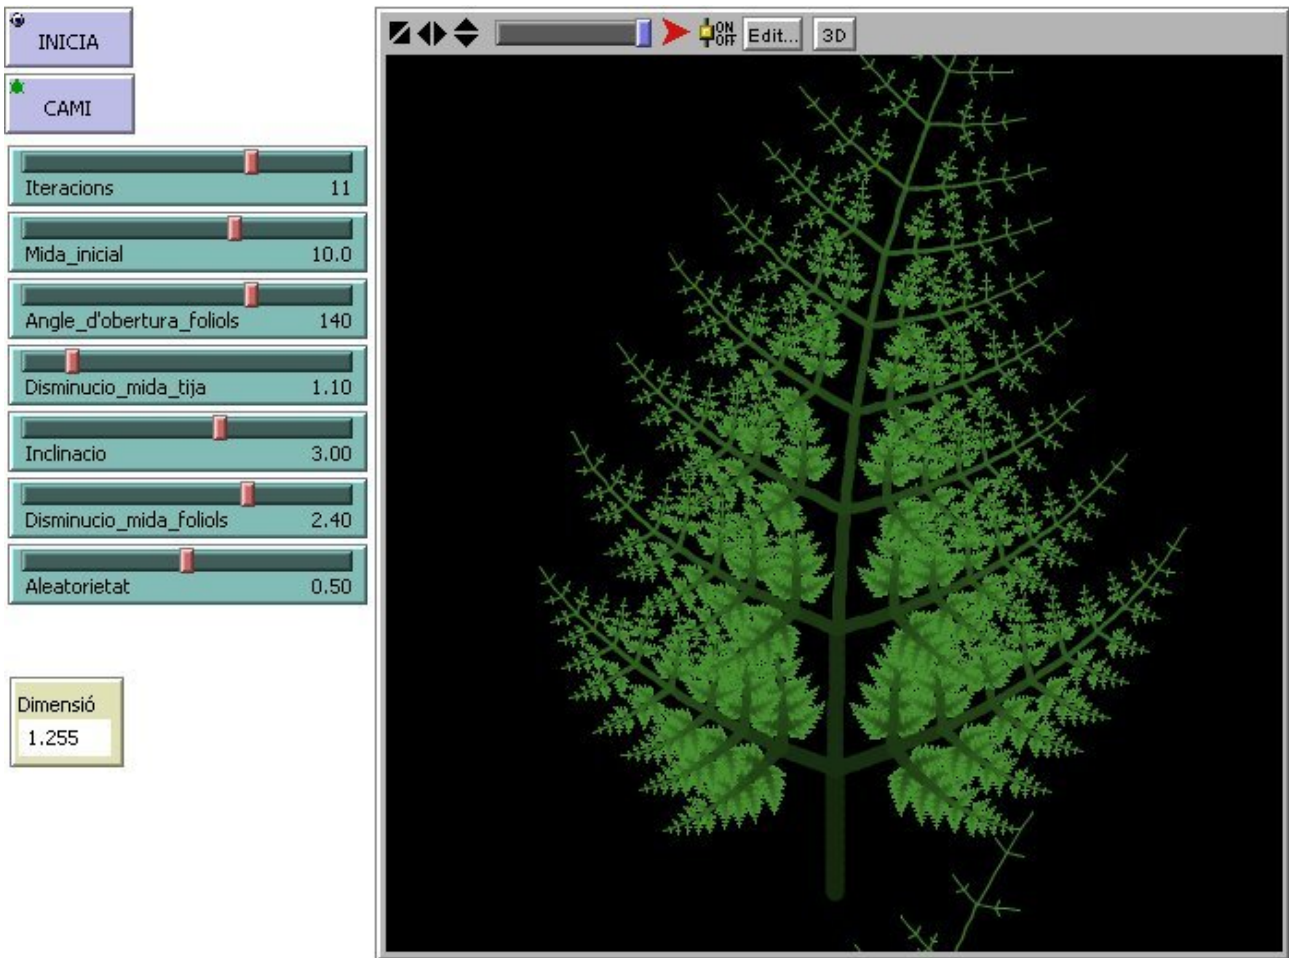 INICIA
CAMI
Iteracions 11
Mida_inicial 10.0
Angle_d'obertura_foliols 140
Disminucio_mida_tija 1.10
Inclinacio 3.00
Disminucio_mida_foliols 2.40
Aleatorietat 0.50
Dimensió
1.255
ON
OFF
Edit...
3D